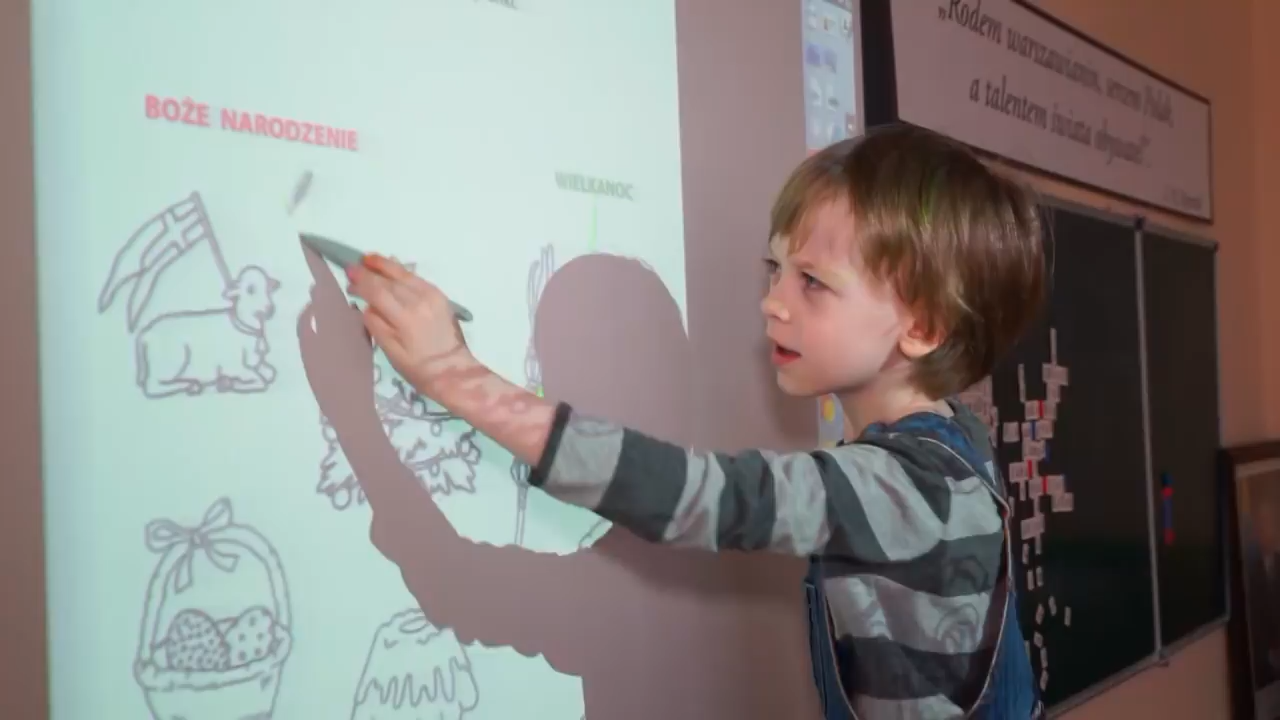 BOŻE NARODZENIE
WIELKANOC
„Rodem warszawianin, sercem Polak,
a talentem świata obywatel”